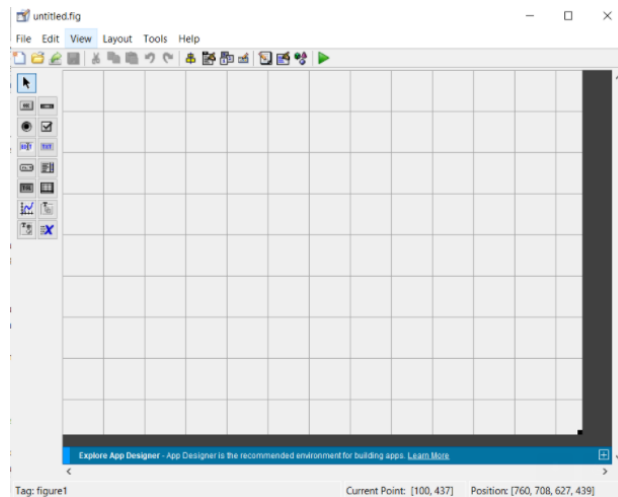 untitled.fig
File Edit View Layout Tools Help
Explore App Designer - App Designer is the recommended environment for building apps. Learn More
Tag: figure1 Current Point: [100, 437] Position: [760, 708, 627, 439]